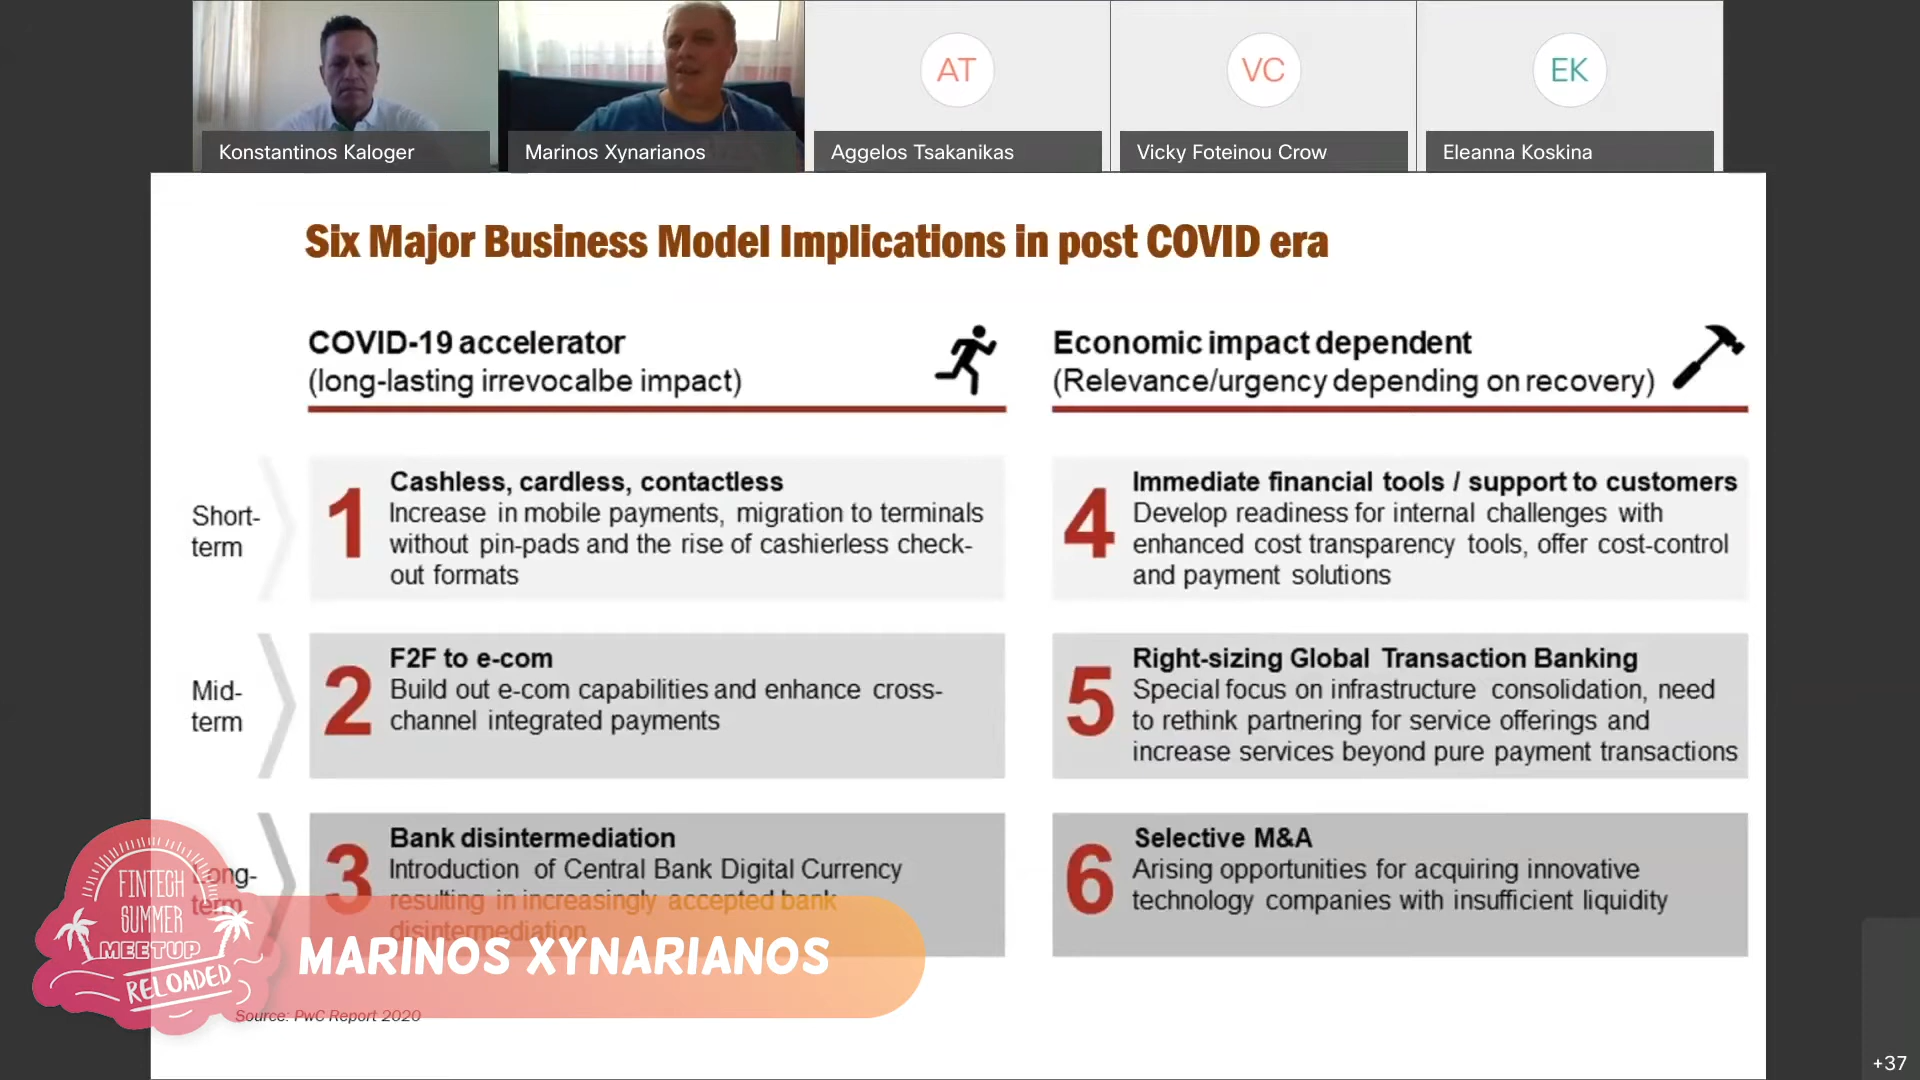 Konstantinos Kaloger
Marinos Xynarianos
AT
Aggelos Tsakanikas
VC
Vicky Foteinou Crow
EK
Eleanna Koskina
Six Major Business Model Implications in post COVID era
COVID-19 accelerator
(long-lasting irrevocalbe impact)
Economic impact dependent
(Relevance/urgency depending on recovery)
Short-
term
1
Cashless, cardless, contactless
Increase in mobile payments, migration to terminals
without pin-pads and the rise of cashierless check-
out formats
4
Immediate financial tools / support to customers
Develop readiness for internal challenges with
enhanced cost transparency tools, offer cost-control
and payment solutions
Mid-
term
2
F2F to e-com
Build out e-com capabilities and enhance cross-
channel integrated payments
5
Right-sizing Global Transaction Banking
Special focus on infrastructure consolidation, need
to rethink partnering for service offerings and
increase services beyond pure payment transactions
Long-
term
3
Bank disintermediation
Introduction of Central Bank Digital Currency
resulting in increasingly accepted bank
disintermediation
6
Selective M&A
Arising opportunities for acquiring innovative
technology companies with insufficient liquidity
FINTECH
SUMMER
MEETUP
RELOADED
MARINOS XYNARIANOS
Source: PwC Report 2020
+37